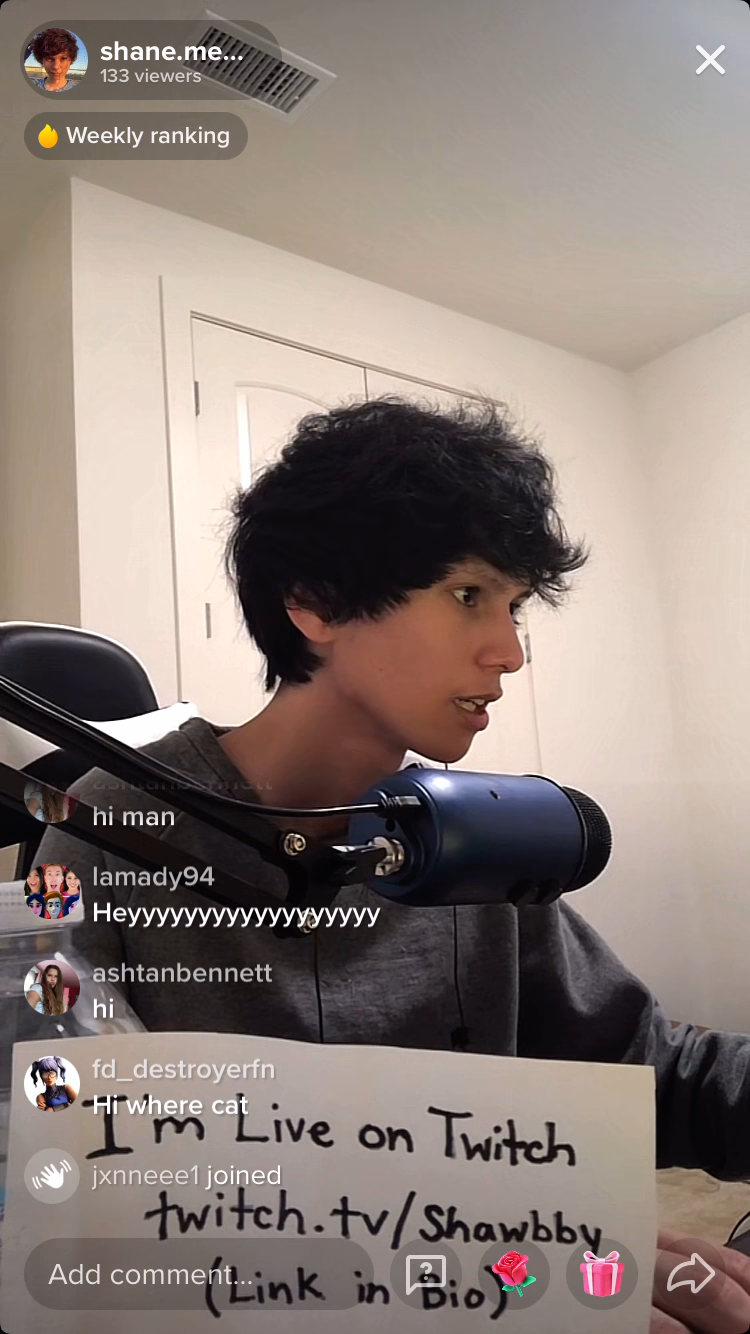 shane.me...
133 viewers
Weekly ranking
ashtanbennett
hi man
lamady94
Heyyyyyyyyyyyyyyyyyy
ashtanbennett
hi
fd_destroyerfn
Hi where cat
I'm Live on Twitch
jxnneee1 joined
twitch.tv/Shawbby
Add comment...
(Link in Bio)